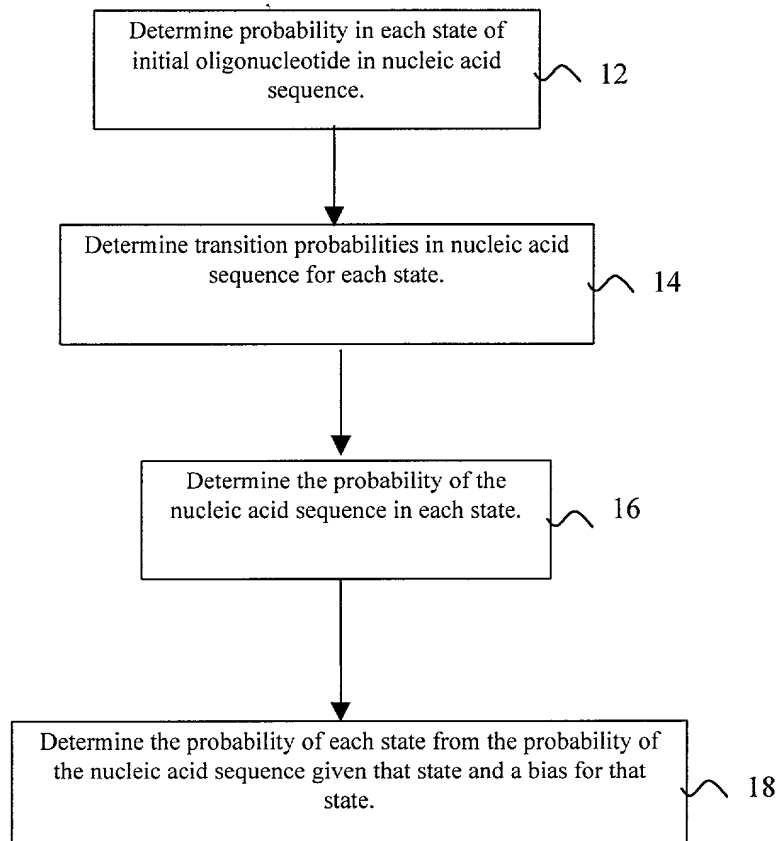 Determine probability in each state of
initial oligonucleotide in nucleic acid
sequence.
12
Determine transition probabilities in nucleic acid
sequence for each state.
14
Determine the probability of the
nucleic acid sequence in each state.
16
Determine the probability of each state from the probability of
the nucleic acid sequence given that state and a bias for that
state.
18